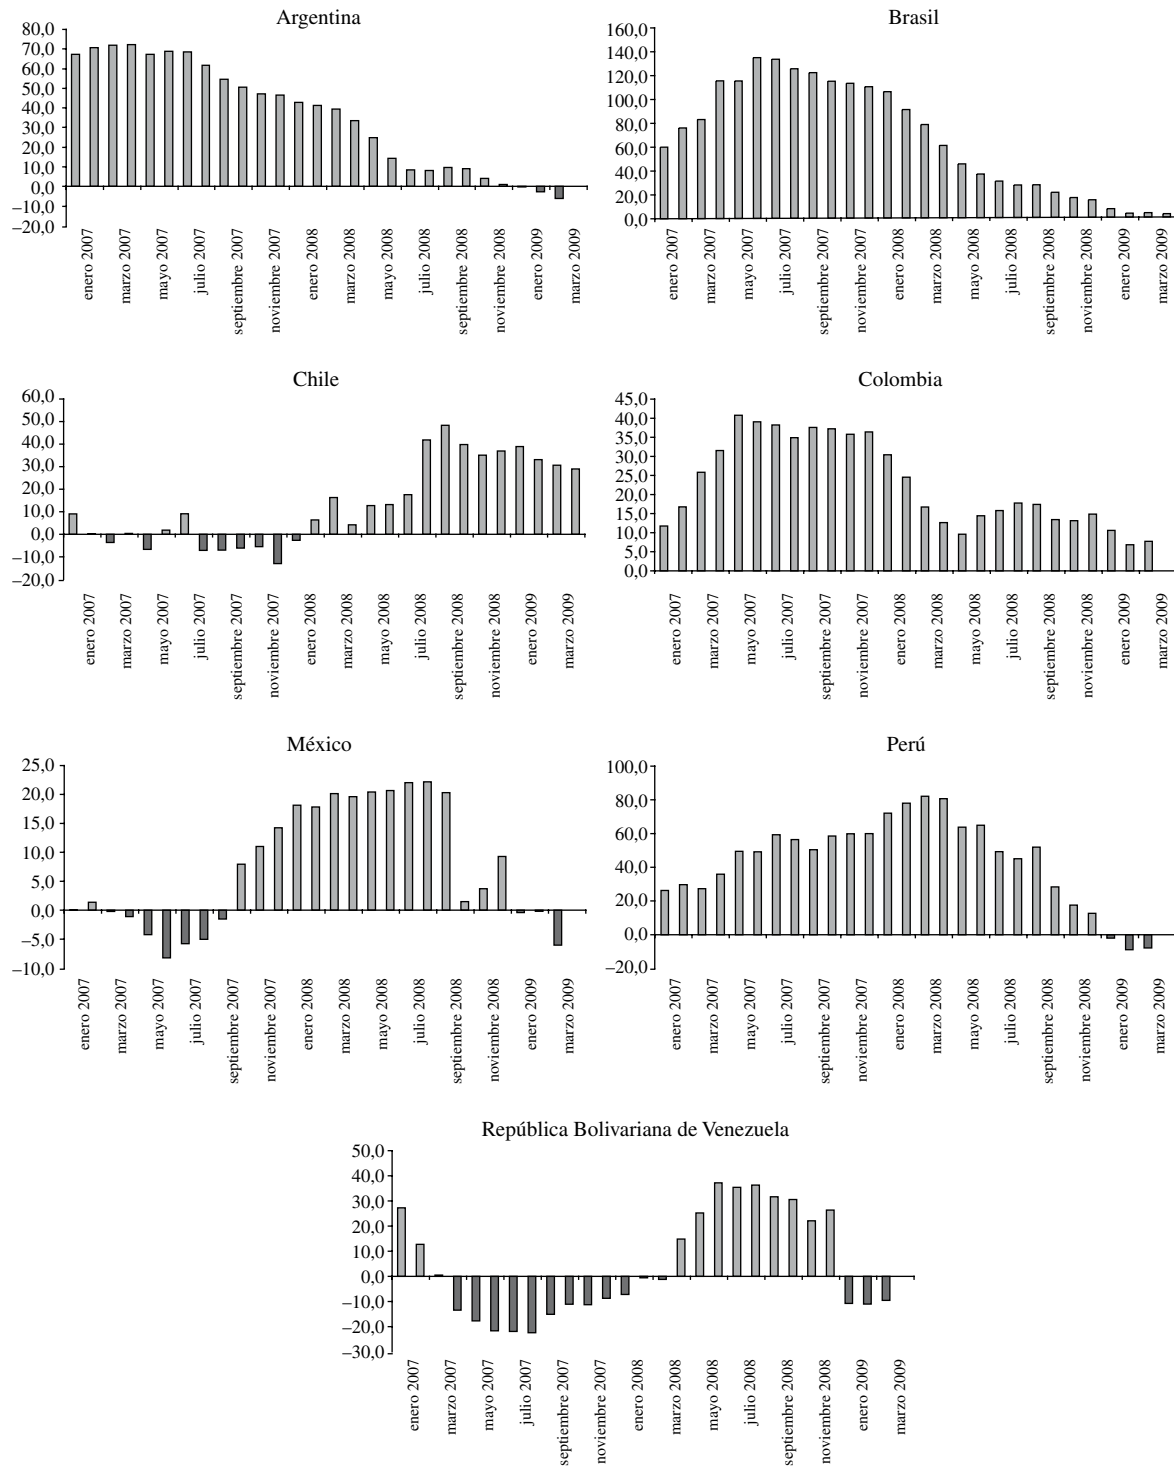 Argentina
80,0
70,0
60,0
50,0
40,0
30,0
20,0
10,0
0,0
−10,0
−20,0
enero 2007
marzo 2007
mayo 2007
julio 2007
septiembre 2007
noviembre 2007
enero 2008
marzo 2008
mayo 2008
julio 2008
septiembre 2008
noviembre 2008
enero 2009
marzo 2009
Brasil
160,0
140,0
120,0
100,0
80,0
60,0
40,0
20,0
0,0
enero 2007
marzo 2007
mayo 2007
julio 2007
septiembre 2007
noviembre 2007
enero 2008
marzo 2008
mayo 2008
julio 2008
septiembre 2008
noviembre 2008
enero 2009
marzo 2009
Chile
60,0
50,0
40,0
30,0
20,0
10,0
0,0
−10,0
−20,0
enero 2007
marzo 2007
mayo 2007
julio 2007
septiembre 2007
noviembre 2007
enero 2008
marzo 2008
mayo 2008
julio 2008
septiembre 2008
noviembre 2008
enero 2009
marzo 2009
Colombia
45,0
40,0
35,0
30,0
25,0
20,0
15,0
10,0
5,0
0,0
enero 2007
marzo 2007
mayo 2007
julio 2007
septiembre 2007
noviembre 2007
enero 2008
marzo 2008
mayo 2008
julio 2008
septiembre 2008
noviembre 2008
enero 2009
marzo 2009
México
25,0
20,0
15,0
10,0
5,0
0,0
−5,0
−10,0
enero 2007
marzo 2007
mayo 2007
julio 2007
septiembre 2007
noviembre 2007
enero 2008
marzo 2008
mayo 2008
julio 2008
septiembre 2008
noviembre 2008
enero 2009
marzo 2009
Perú
100,0
80,0
60,0
40,0
20,0
0,0
−20,0
enero 2007
marzo 2007
mayo 2007
julio 2007
septiembre 2007
noviembre 2007
enero 2008
marzo 2008
mayo 2008
julio 2008
septiembre 2008
noviembre 2008
enero 2009
marzo 2009
República Bolivariana de Venezuela
50,0
40,0
30,0
20,0
10,0
0,0
−10,0
−20,0
−30,0
enero 2007
marzo 2007
mayo 2007
julio 2007
septiembre 2007
noviembre 2007
enero 2008
marzo 2008
mayo 2008
julio 2008
septiembre 2008
noviembre 2008
enero 2009
marzo 2009